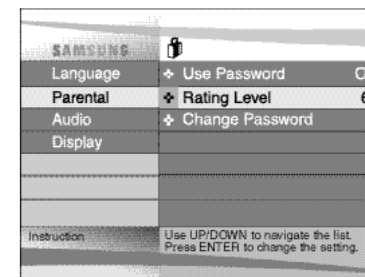 SAMSUNG
Language
Use Password
Parental
Rating Level 6
Audio
Change Password
Display
Instruction
Use UP/DOWN to navigate the list.
Press ENTER to change the setting.